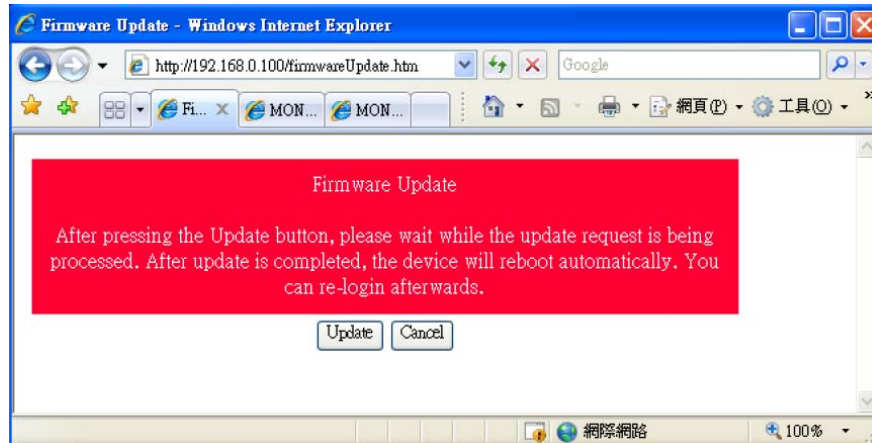 Firmware Update - Windows Internet Explorer
http://192.168.0.100/firmwareUpdate.htm
Google
Fi...
MON...
MON...
網頁(P)
工具(O)
»
Firmware Update
After pressing the Update button, please wait while the update request is being
processed. After update is completed, the device will reboot automatically. You
can re-login afterwards.
Update
Cancel
網際網路
100%